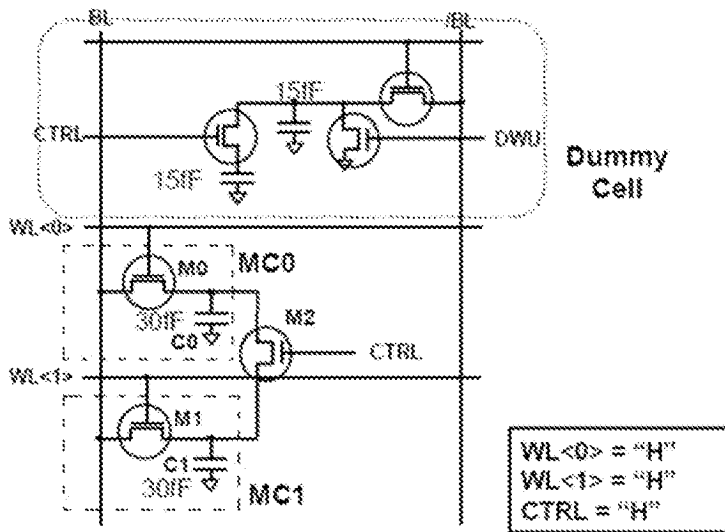 BL
/BL
15fF
CTRL
DWU
15fF
Dummy
Cell
WL<0>
M0
MC0
30fF
C0
M2
CTRL
WL<1>
M1
C1
30fF
MC1
WL<0> = “H”
WL<1> = “H”
CTRL = “H”